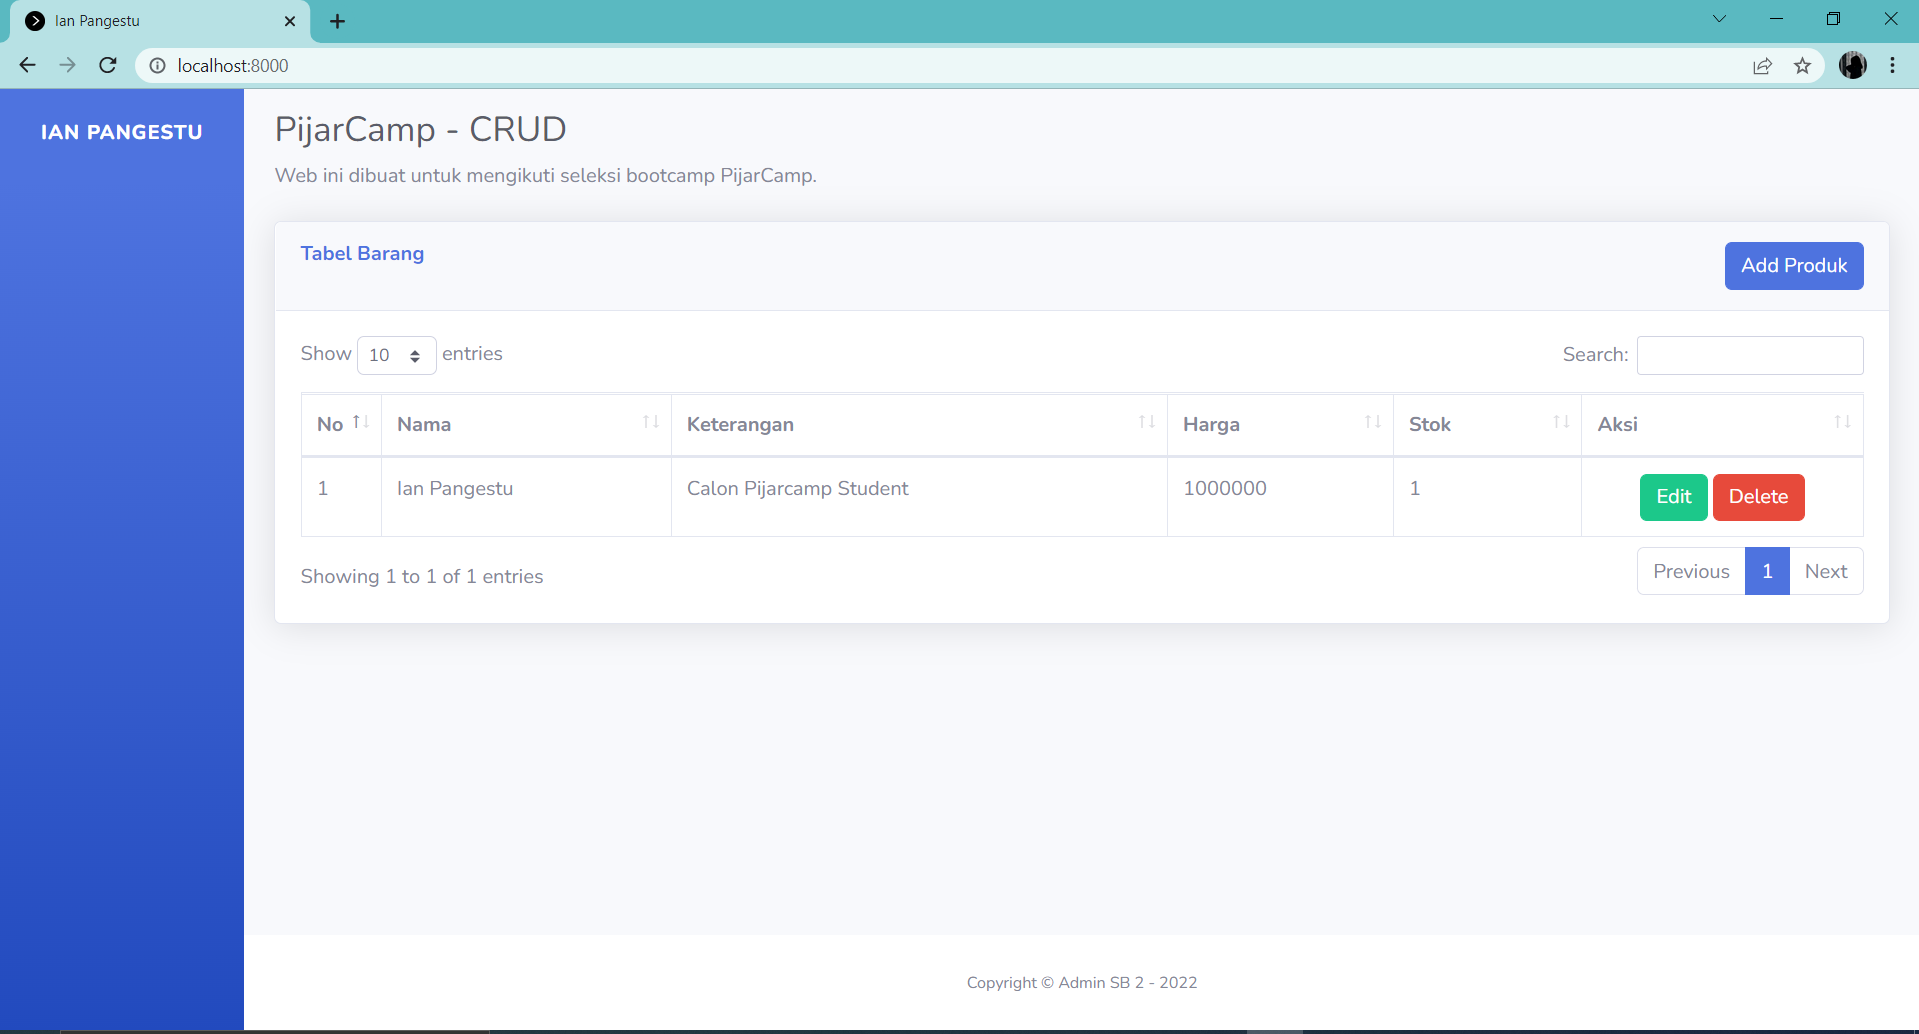 Ian Pangestu
localhost:8000
IAN PANGESTU
PijarCamp - CRUD
Web ini dibuat untuk mengikuti seleksi bootcamp PijarCamp.
Tabel Barang
Add Produk
Show 10 entries
Search:
No Nama Keterangan Harga Stok Aksi
1 Ian Pangestu Calon Pijarcamp Student 1000000 1 Edit Delete
Showing 1 to 1 of 1 entries
Previous 1 Next
Copyright © Admin SB 2 - 2022